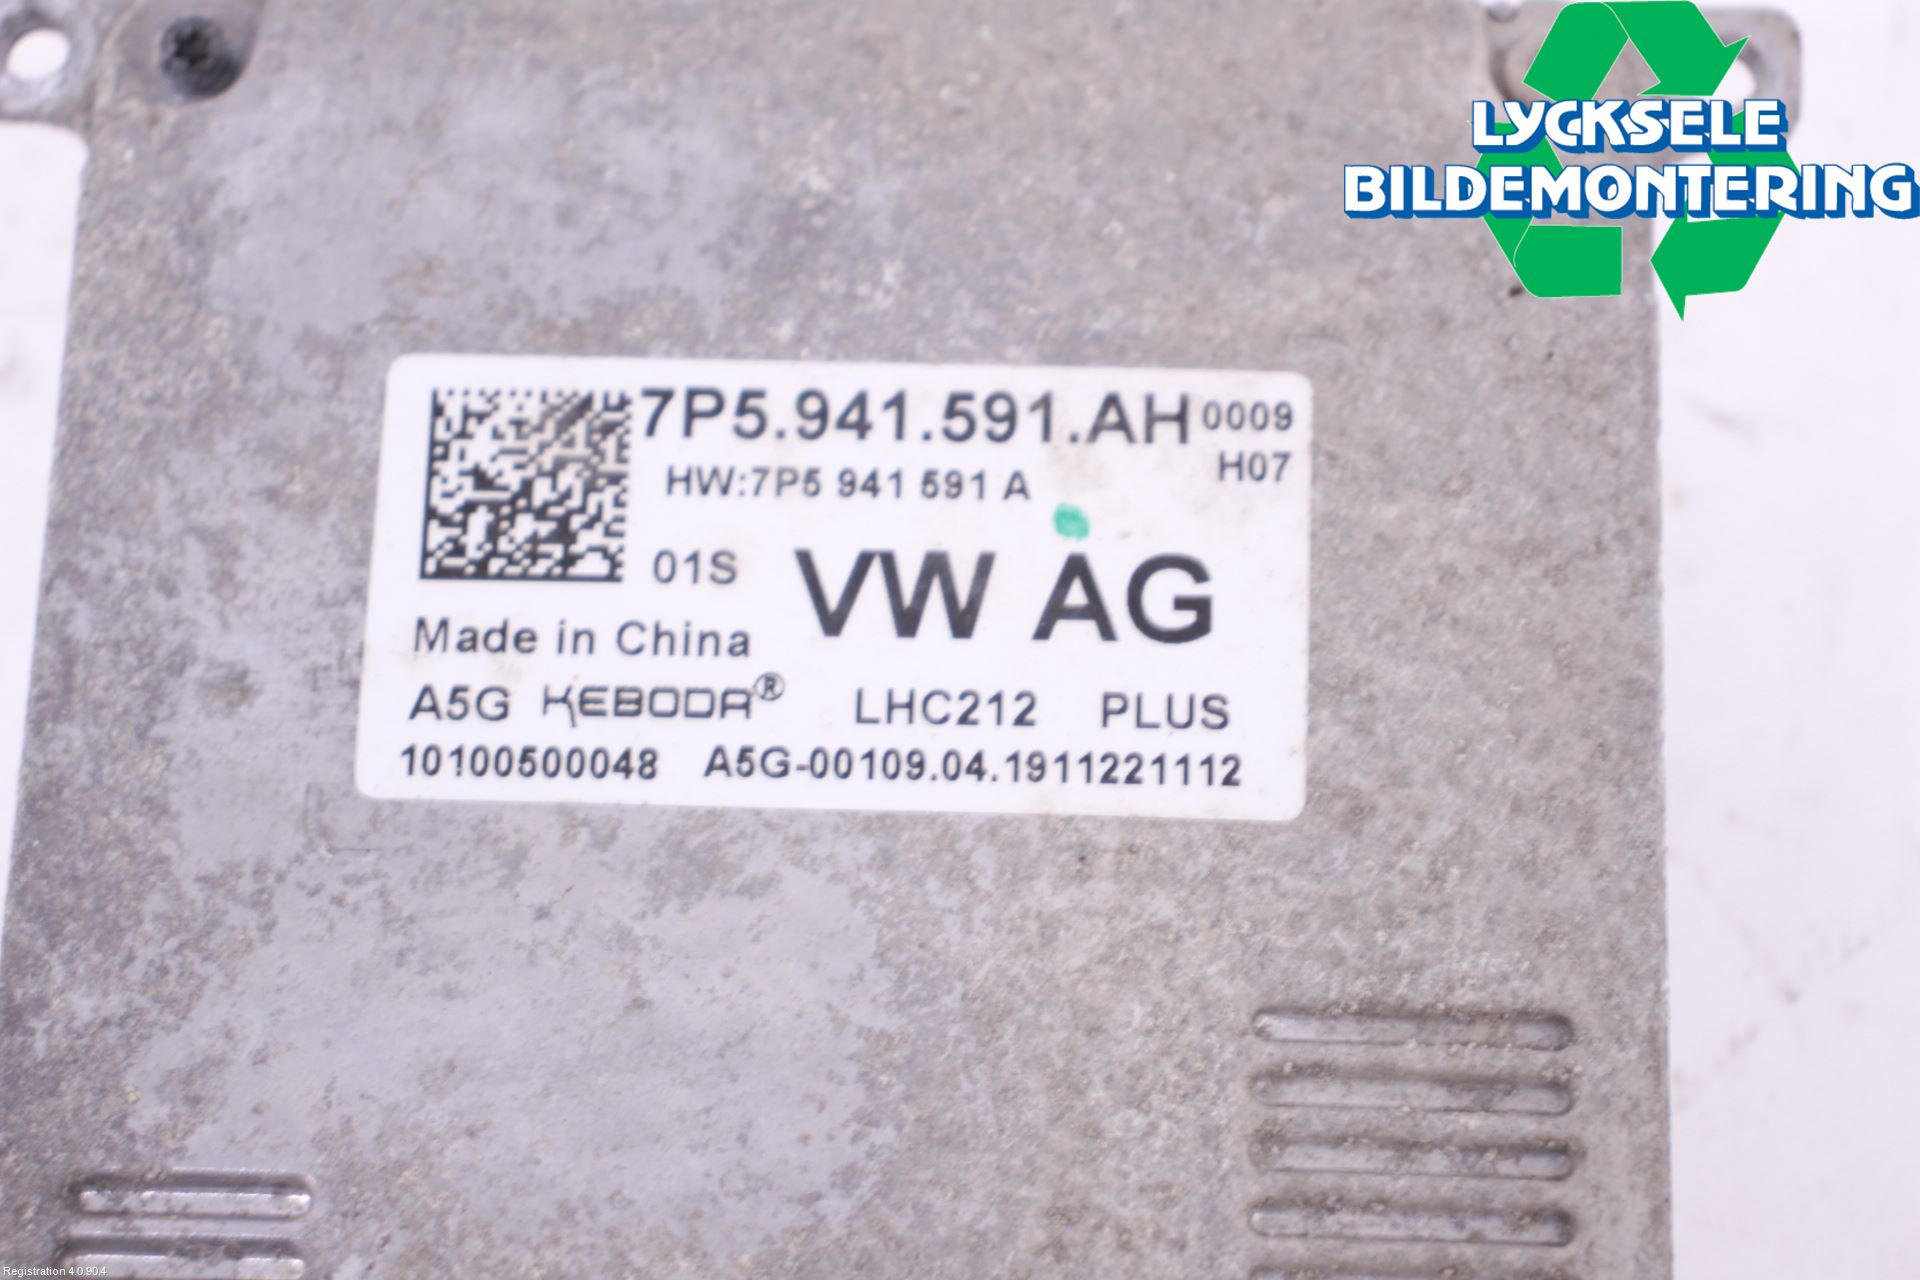 LYCKSELE
BILDEMONTERING
7P5.941.591.AH 0009
HW:7P5 941 591 A H07
01S VW AG
Made in China
A5G KEBODA® LHC212 PLUS
10100500048 A5G-00109.04.1911221112
Registration 4.0.90.4